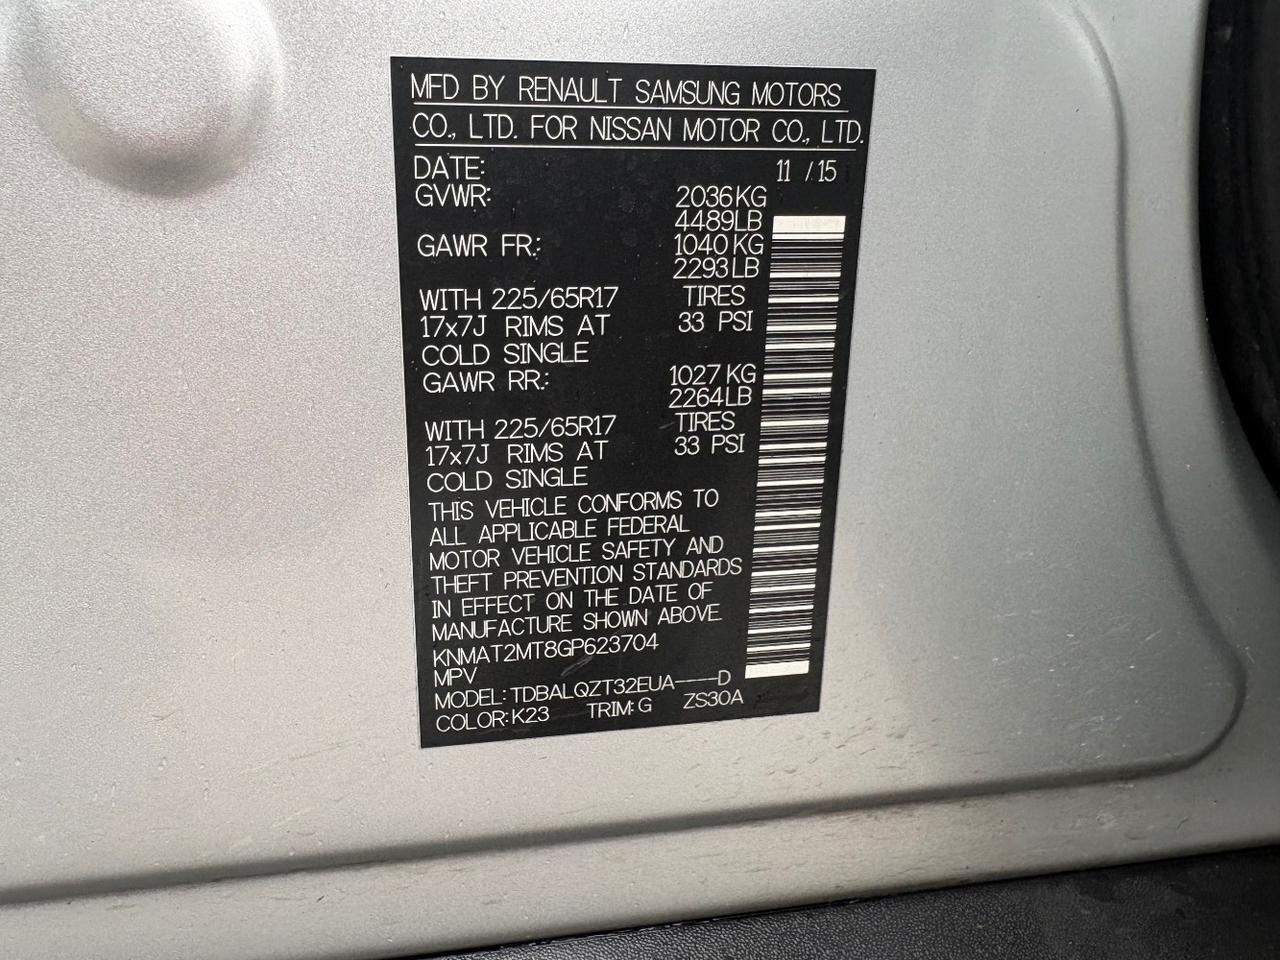 MFD BY RENAULT SAMSUNG MOTORS
CO., LTD. FOR NISSAN MOTOR CO., LTD.
DATE: 11 / 15
GVWR: 2036KG
4489LB
GAWR FR.: 1040KG
2293LB
WITH 225/65R17 TIRES
17x7J RIMS AT 33 PSI
COLD SINGLE
GAWR RR.: 1027KG
2264LB
WITH 225/65R17 TIRES
17x7J RIMS AT 33 PSI
COLD SINGLE
THIS VEHICLE CONFORMS TO
ALL APPLICABLE FEDERAL
MOTOR VEHICLE SAFETY AND
THEFT PREVENTION STANDARDS
IN EFFECT ON THE DATE OF
MANUFACTURE SHOWN ABOVE.
KNMAT2MT8GP623704
MPV
MODEL: TDBALQZT32EUA----D
COLOR: K23 TRIM: G ZS30A